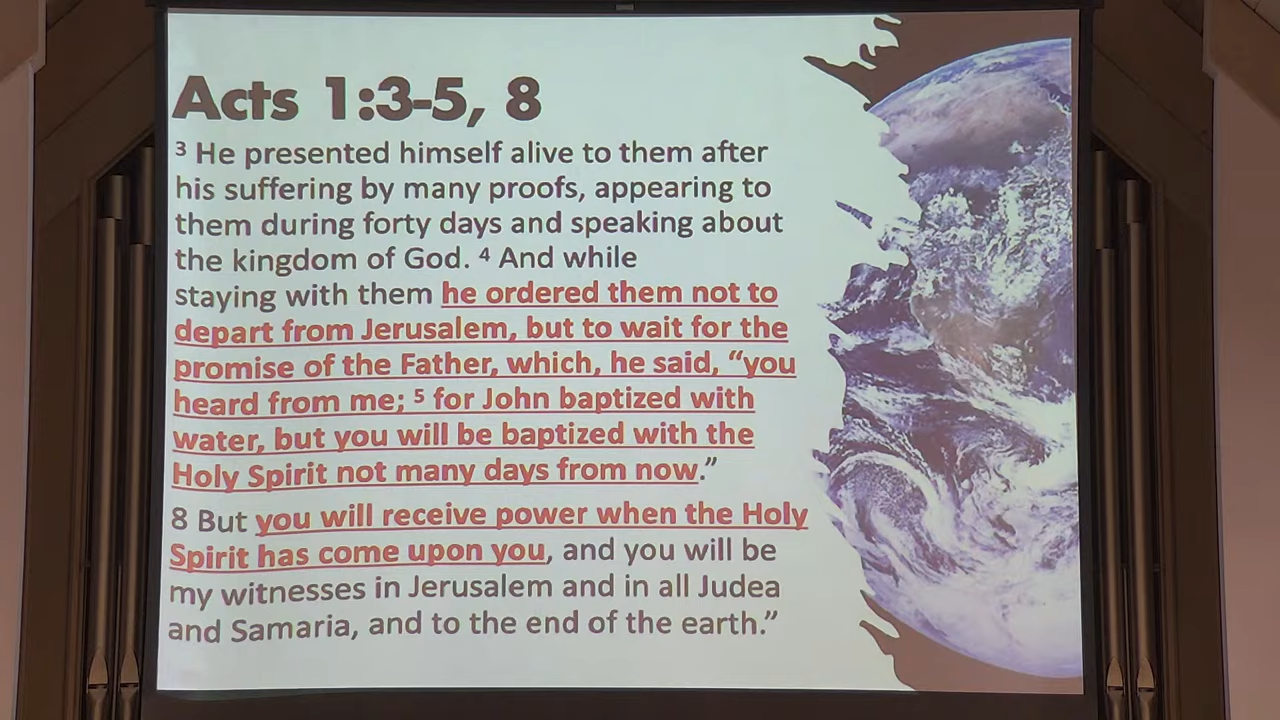 Acts 1:3-5, 8
³ He presented himself alive to them after
his suffering by many proofs, appearing to
them during forty days and speaking about
the kingdom of God. ⁴ And while
staying with them he ordered them not to
depart from Jerusalem, but to wait for the
promise of the Father, which, he said, “you
heard from me; ⁵ for John baptized with
water, but you will be baptized with the
Holy Spirit not many days from now.”
8 But you will receive power when the Holy
Spirit has come upon you, and you will be
my witnesses in Jerusalem and in all Judea
and Samaria, and to the end of the earth.”